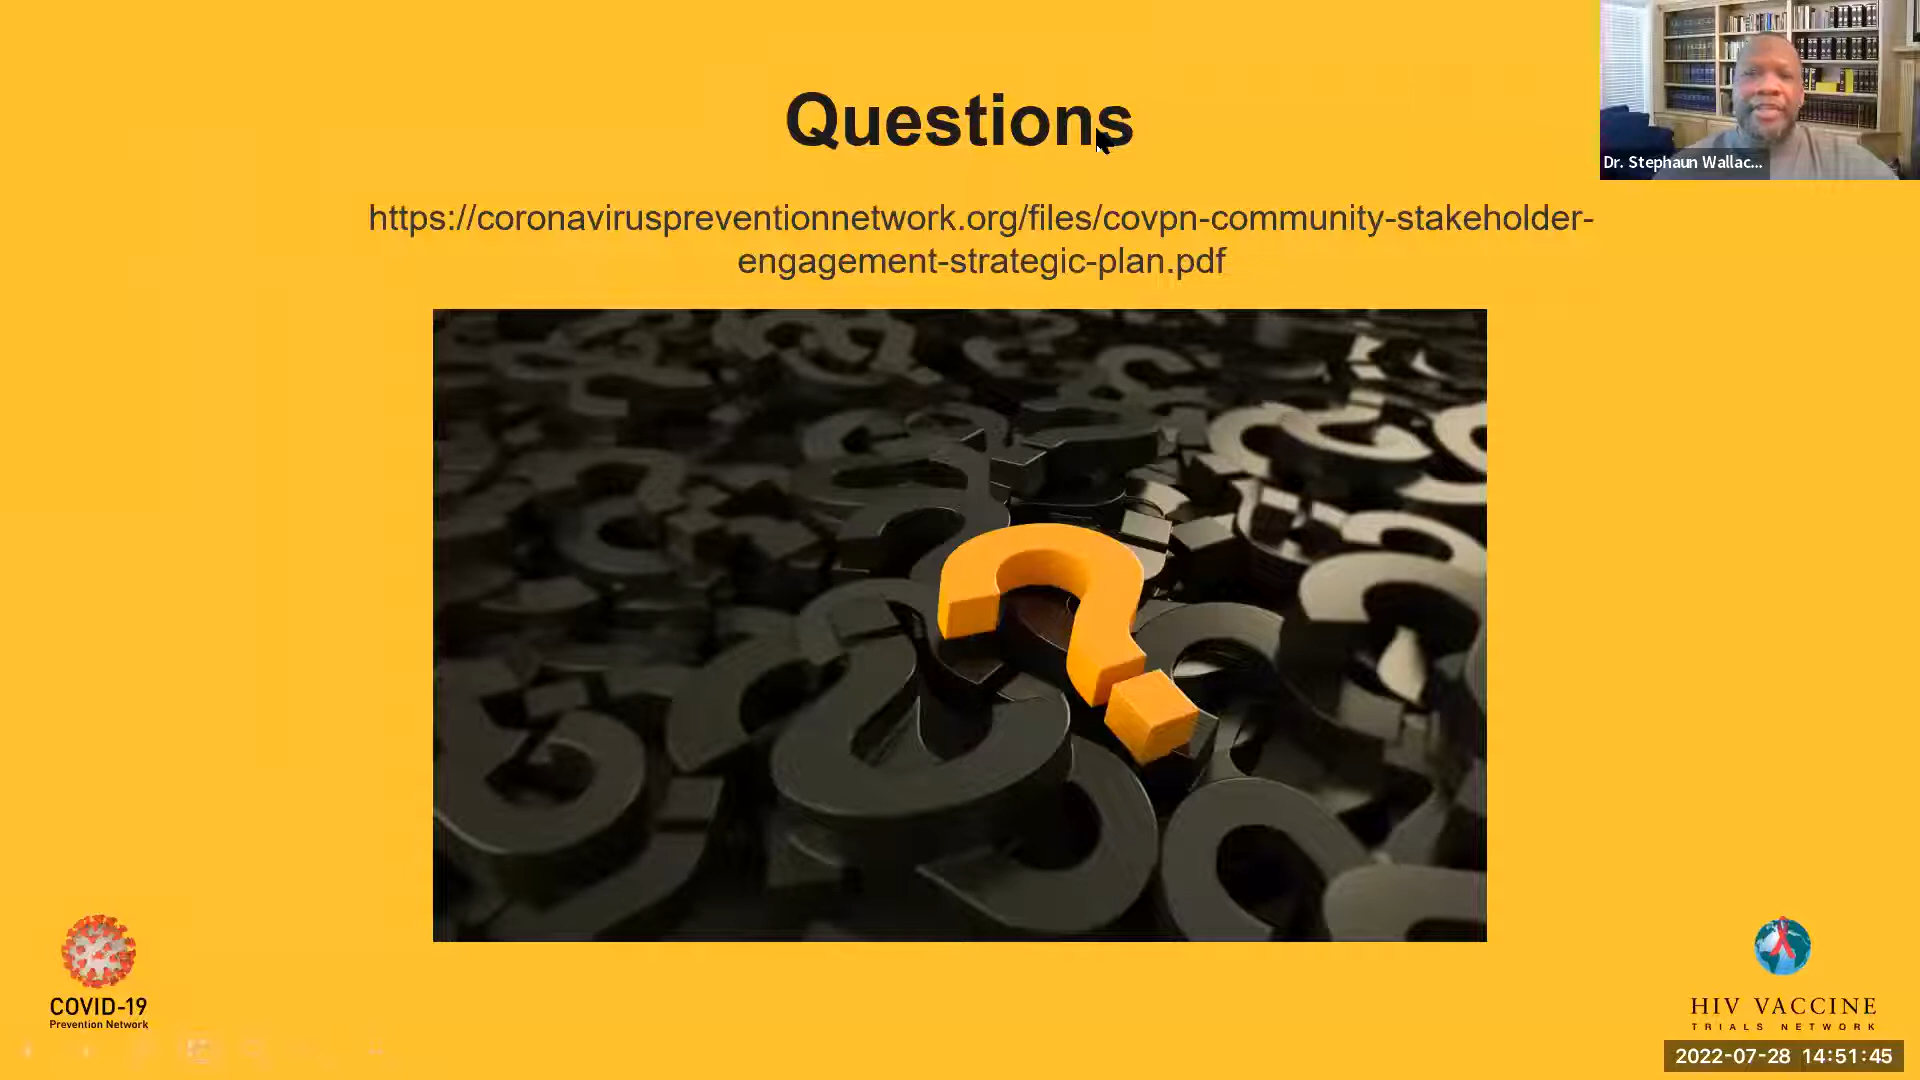 Questions
https://coronaviruspreventionnetwork.org/files/covpn-community-stakeholder-
engagement-strategic-plan.pdf
Dr. Stephaun Wallac...
COVID-19
Prevention Network
HIV VACCINE
TRIALS NETWORK
2022-07-28 14:51:45